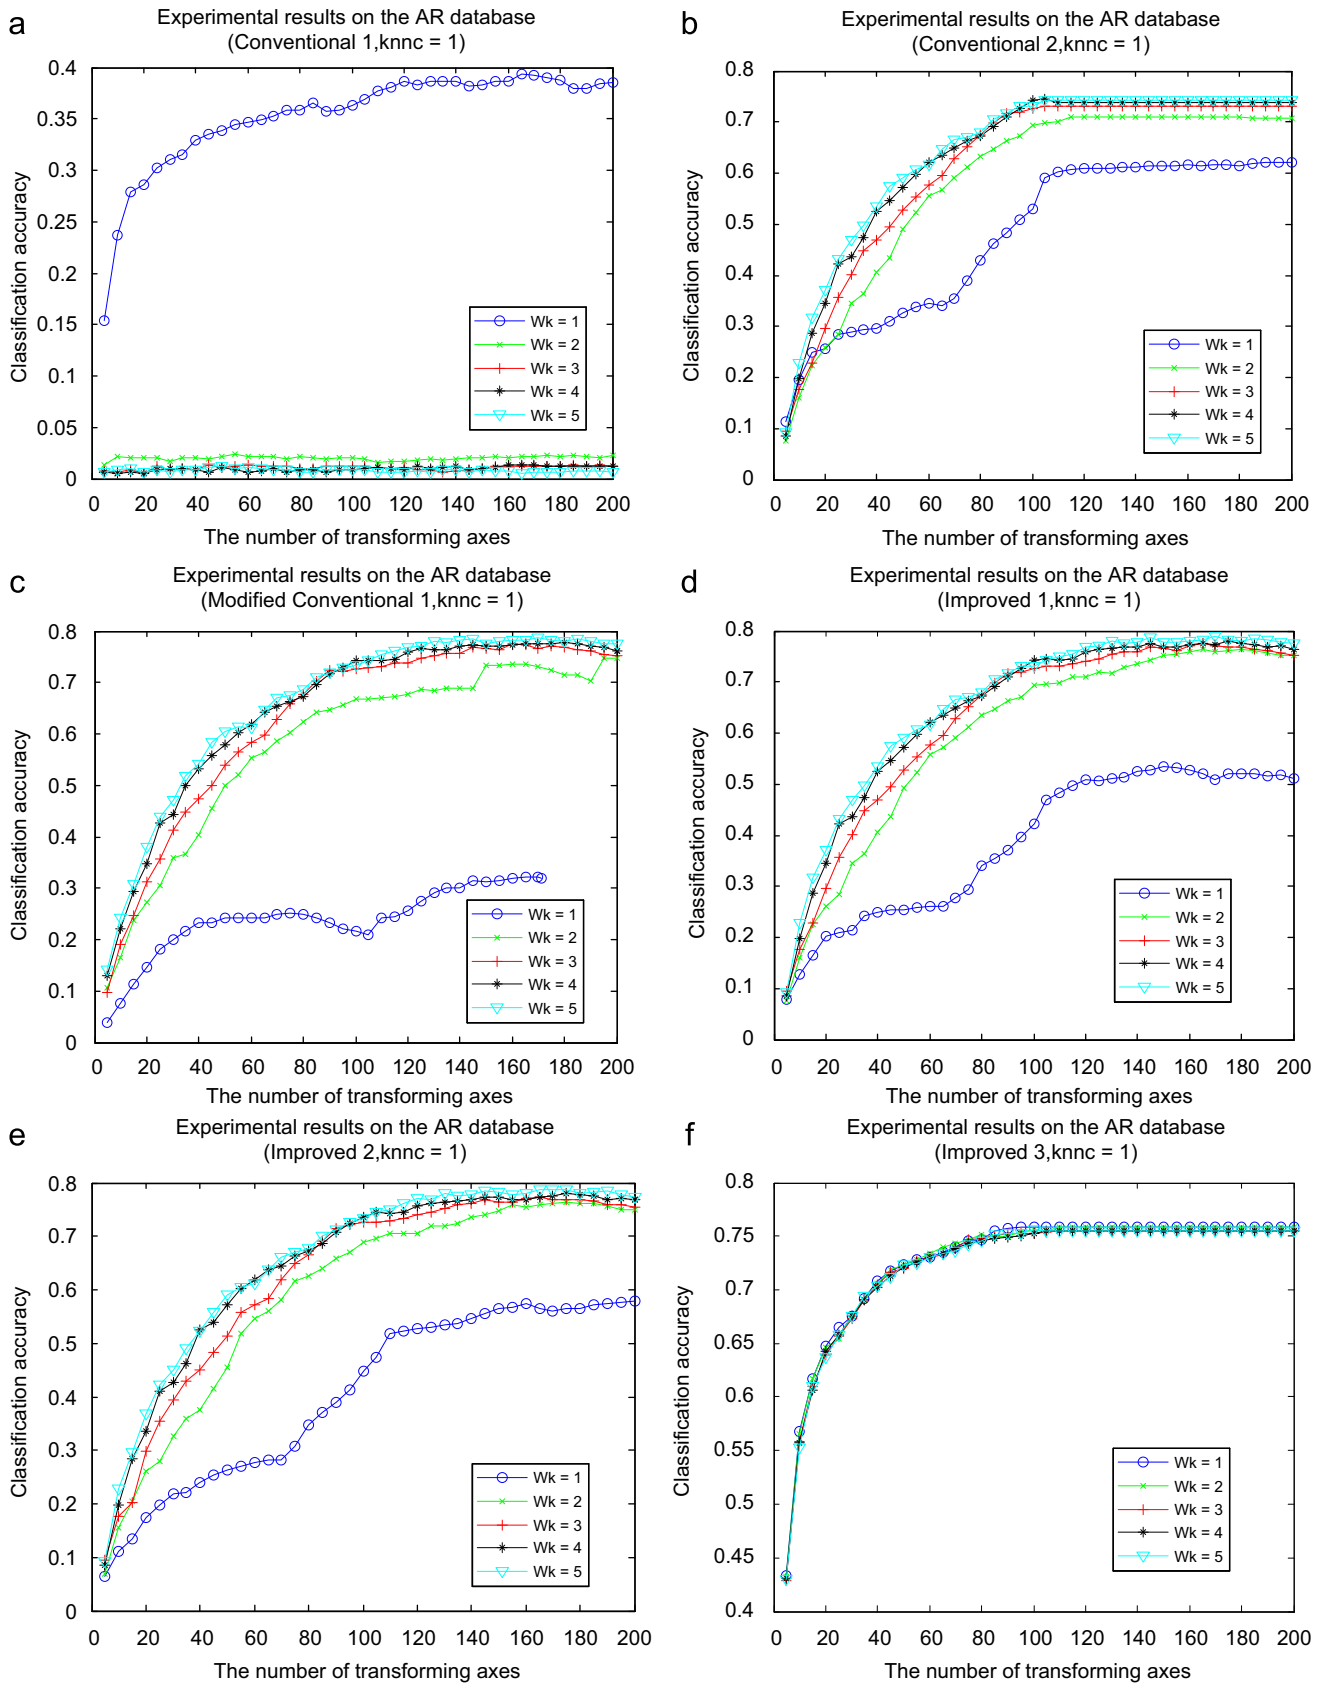 a
Experimental results on the AR database
(Conventional 1,knnc = 1)
0.4
0.35
0.3
0.25
0.2
0.15
0.1
0.05
0
Classification accuracy
Wk = 1
Wk = 2
Wk = 3
Wk = 4
Wk = 5
0 20 40 60 80 100 120 140 160 180 200
The number of transforming axes
b
Experimental results on the AR database
(Conventional 2,knnc = 1)
0.8
0.7
0.6
0.5
0.4
0.3
0.2
0.1
0
Classification accuracy
Wk = 1
Wk = 2
Wk = 3
Wk = 4
Wk = 5
0 20 40 60 80 100 120 140 160 180 200
The number of transforming axes
c
Experimental results on the AR database
(Modified Conventional 1,knnc = 1)
0.8
0.7
0.6
0.5
0.4
0.3
0.2
0.1
0
Classification accuracy
Wk = 1
Wk = 2
Wk = 3
Wk = 4
Wk = 5
0 20 40 60 80 100 120 140 160 180 200
The number of transforming axes
d
Experimental results on the AR database
(Improved 1,knnc = 1)
0.8
0.7
0.6
0.5
0.4
0.3
0.2
0.1
0
Classification accuracy
Wk = 1
Wk = 2
Wk = 3
Wk = 4
Wk = 5
0 20 40 60 80 100 120 140 160 180 200
The number of transforming axes
e
Experimental results on the AR database
(Improved 2,knnc = 1)
0.8
0.7
0.6
0.5
0.4
0.3
0.2
0.1
0
Classification accuracy
Wk = 1
Wk = 2
Wk = 3
Wk = 4
Wk = 5
0 20 40 60 80 100 120 140 160 180 200
The number of transforming axes
f
Experimental results on the AR database
(Improved 3,knnc = 1)
0.8
0.75
0.7
0.65
0.6
0.55
0.5
0.45
0.4
Classification accuracy
Wk = 1
Wk = 2
Wk = 3
Wk = 4
Wk = 5
0 20 40 60 80 100 120 140 160 180 200
The number of transforming axes